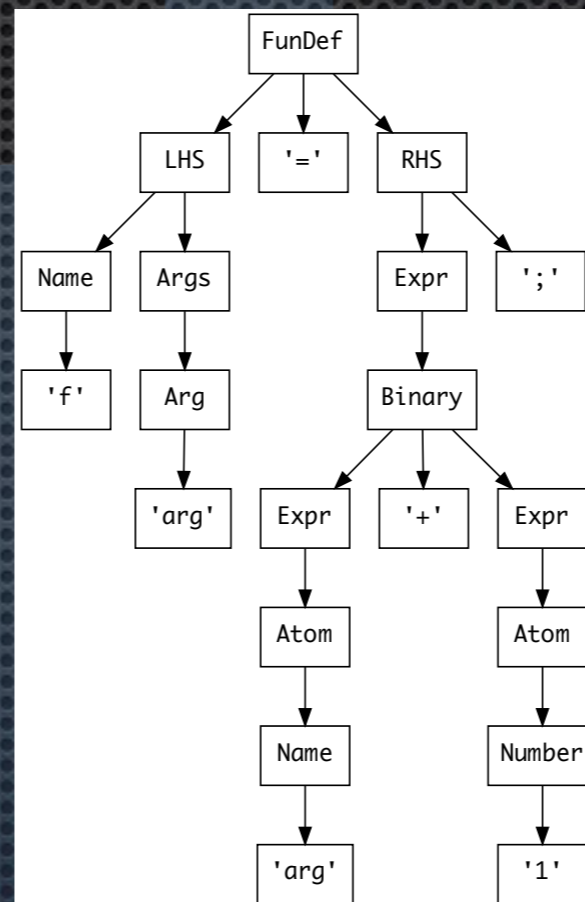 FunDef
LHS '=' RHS
Name Args Expr ';'
'f' Arg Binary
'arg' Expr '+' Expr
Atom Atom
Name Number
'arg' '1'